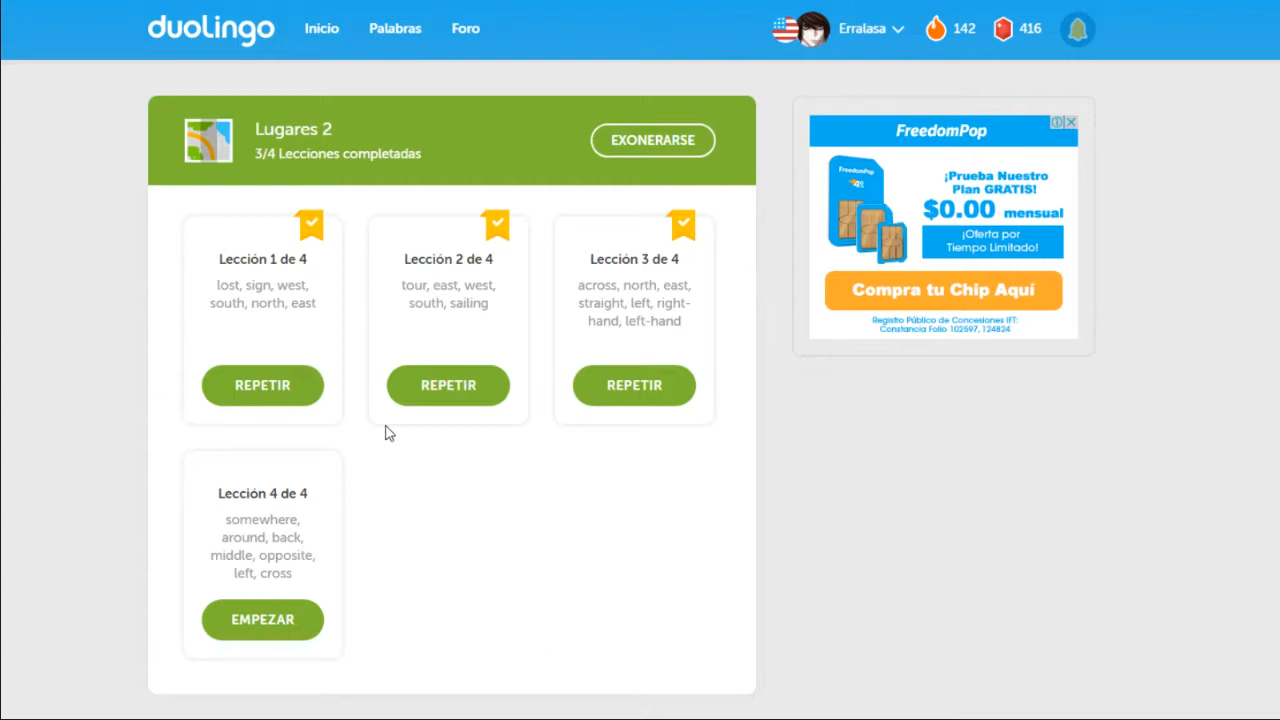 duolingo
Inicio
Palabras
Foro
Erralasa
142
416
Lugares 2
3/4 Lecciones completadas
EXONERARSE
Lección 1 de 4
lost, sign, west,
south, north, east
REPETIR
Lección 2 de 4
tour, east, west,
south, sailing
REPETIR
Lección 3 de 4
across, north, east,
straight, left, right-
hand, left-hand
REPETIR
Lección 4 de 4
somewhere,
around, back,
middle, opposite,
left, cross
EMPEZAR
FreedomPop
FreedomPop
¡Prueba Nuestro
Plan GRATIS!
$0.00 mensual
¡Oferta por
Tiempo Limitado!
Compra tu Chip Aquí
Registro Público de Concesiones IFT:
Constancia Folio 102597, 124824